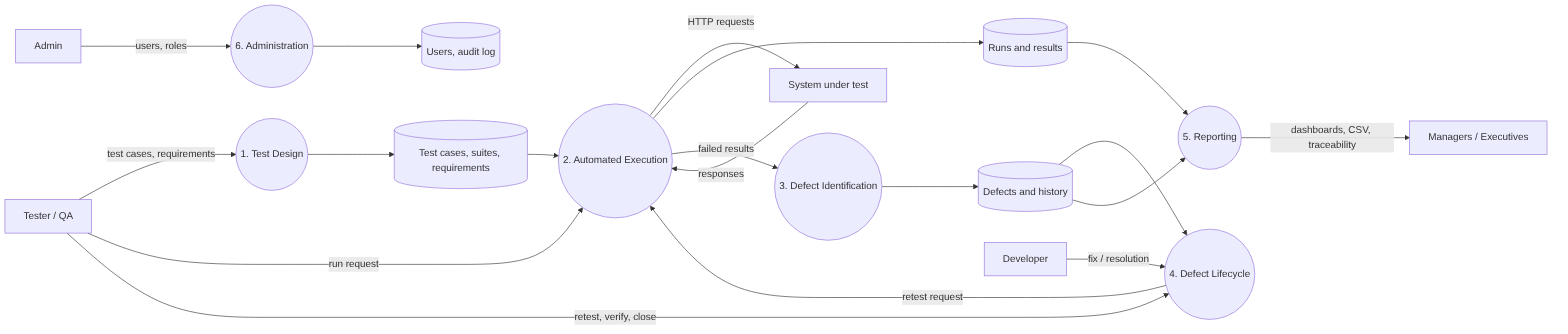 HTTP requests
Admin
users, roles
6. Administration
Users, audit log
Runs and results
System under test
test cases, requirements
1. Test Design
Test cases, suites,
requirements
2. Automated Execution
failed results
responses
3. Defect Identification
Defects and history
5. Reporting
dashboards, CSV,
traceability
Managers / Executives
Tester / QA
run request
Developer
fix / resolution
4. Defect Lifecycle
retest request
retest, verify, close